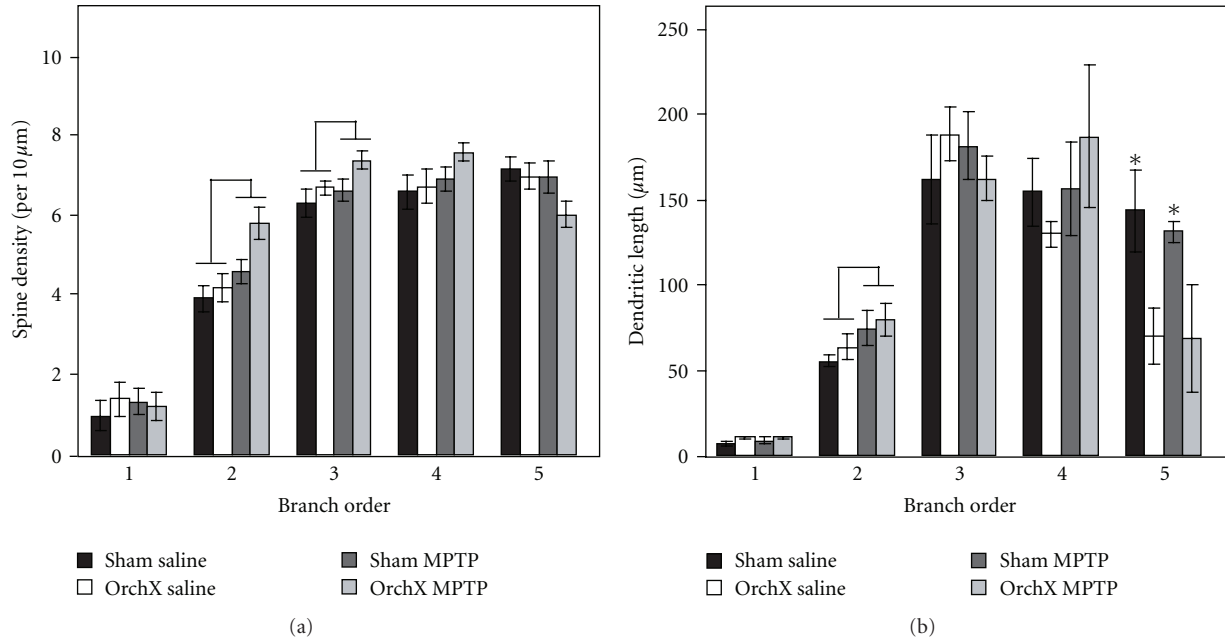 10
8
6
4
2
0
Spine density (per 10 μm)
1 2 3 4 5
Branch order
Sham saline
OrchX saline
Sham MPTP
OrchX MPTP
(a)
250
200
150
100
50
0
Dendritic length (μm)
* *
1 2 3 4 5
Branch order
Sham saline
OrchX saline
Sham MPTP
OrchX MPTP
(b)